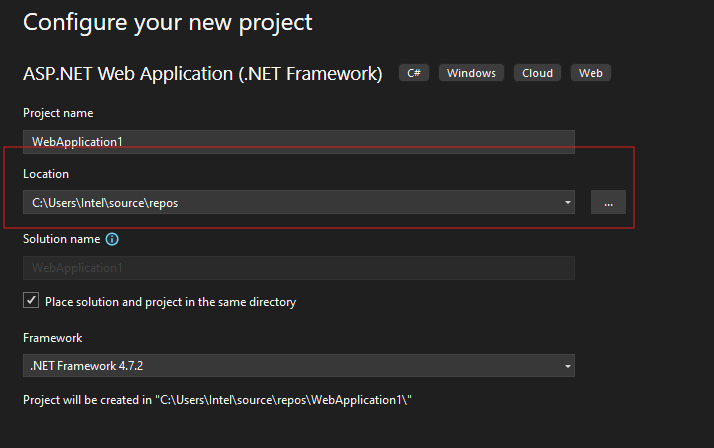 Configure your new project
ASP.NET Web Application (.NET Framework) C# Windows Cloud Web
Project name
WebApplication1
Location
C:\Users\Intel\source\repos
...
Solution name
WebApplication1
Place solution and project in the same directory
Framework
.NET Framework 4.7.2
Project will be created in "C:\Users\Intel\source\repos\WebApplication1\"